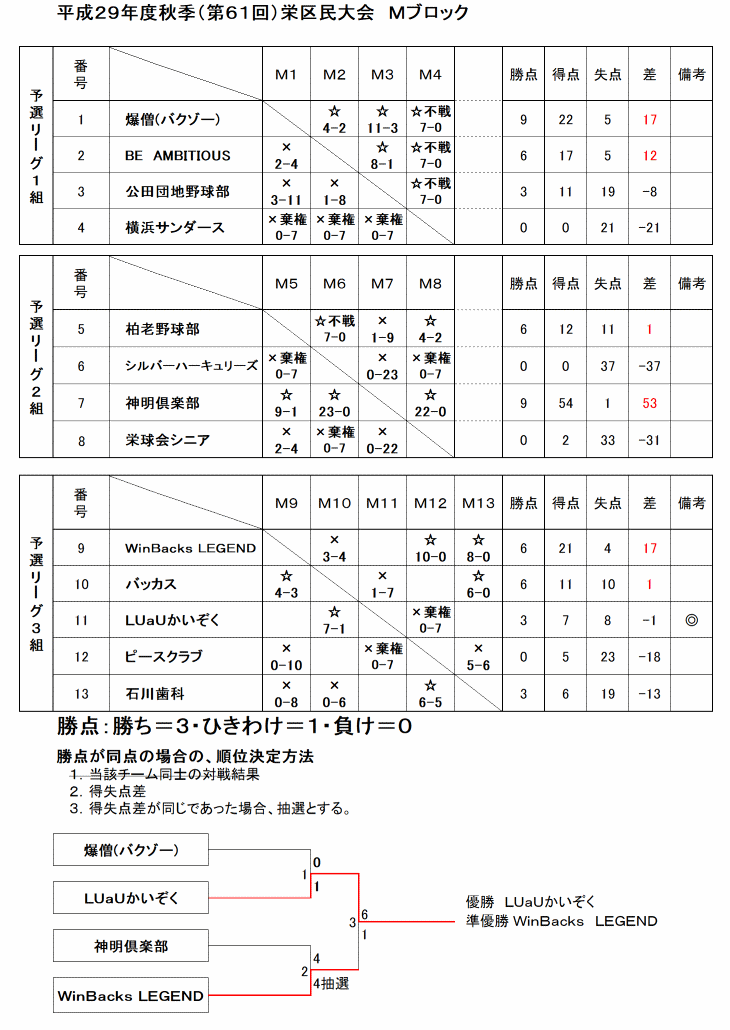 平成29年度秋季(第61回)栄区民大会 Mブロック
予選リーグ1組
番号 M1 M2 M3 M4 勝点 得点 失点 差 備考
1 爆僧(バクゾー) ☆ 4-2 ☆ 11-3 ☆不戦 7-0 9 22 5 17
2 BE AMBITIOUS × 2-4 ☆ 8-1 ☆不戦 7-0 6 17 5 12
3 公田団地野球部 × 3-11 × 1-8 ☆不戦 7-0 3 11 19 -8
4 横浜サンダース ×棄権 0-7 ×棄権 0-7 ×棄権 0-7 0 0 21 -21
予選リーグ2組
番号 M5 M6 M7 M8 勝点 得点 失点 差 備考
5 柏老野球部 ☆不戦 7-0 × 1-9 ☆ 4-2 6 12 11 1
6 シルバーハーキュリーズ ×棄権 0-7 × 0-23 ×棄権 0-7 0 0 37 -37
7 神明倶楽部 ☆ 9-1 ☆ 23-0 ☆ 22-0 9 54 1 53
8 栄球会シニア × 2-4 ×棄権 0-7 × 0-22 0 2 33 -31
予選リーグ3組
番号 M9 M10 M11 M12 M13 勝点 得点 失点 差 備考
9 WinBacks LEGEND × 3-4 ☆ 10-0 ☆ 8-0 6 21 4 17
10 バッカス ☆ 4-3 × 1-7 ☆ 6-0 6 11 10 1
11 LUaUかいぞく ☆ 7-1 ×棄権 0-7 3 7 8 -1 ◎
12 ピースクラブ × 0-10 ×棄権 0-7 × 5-6 0 5 23 -18
13 石川歯科 × 0-8 × 0-6 ☆ 6-5 3 6 19 -13
勝点:勝ち=3・ひきわけ=1・負け=0
勝点が同点の場合の、順位決定方法
1. 当該チーム同士の対戦結果
2. 得失点差
3. 得失点差が同じであった場合、抽選とする。
爆僧(バクゾー)
0
1
LUaUかいぞく
1
優勝 LUaUかいぞく
6
3
準優勝 WinBacks LEGEND
1
神明倶楽部
4
2
4抽選
WinBacks LEGEND